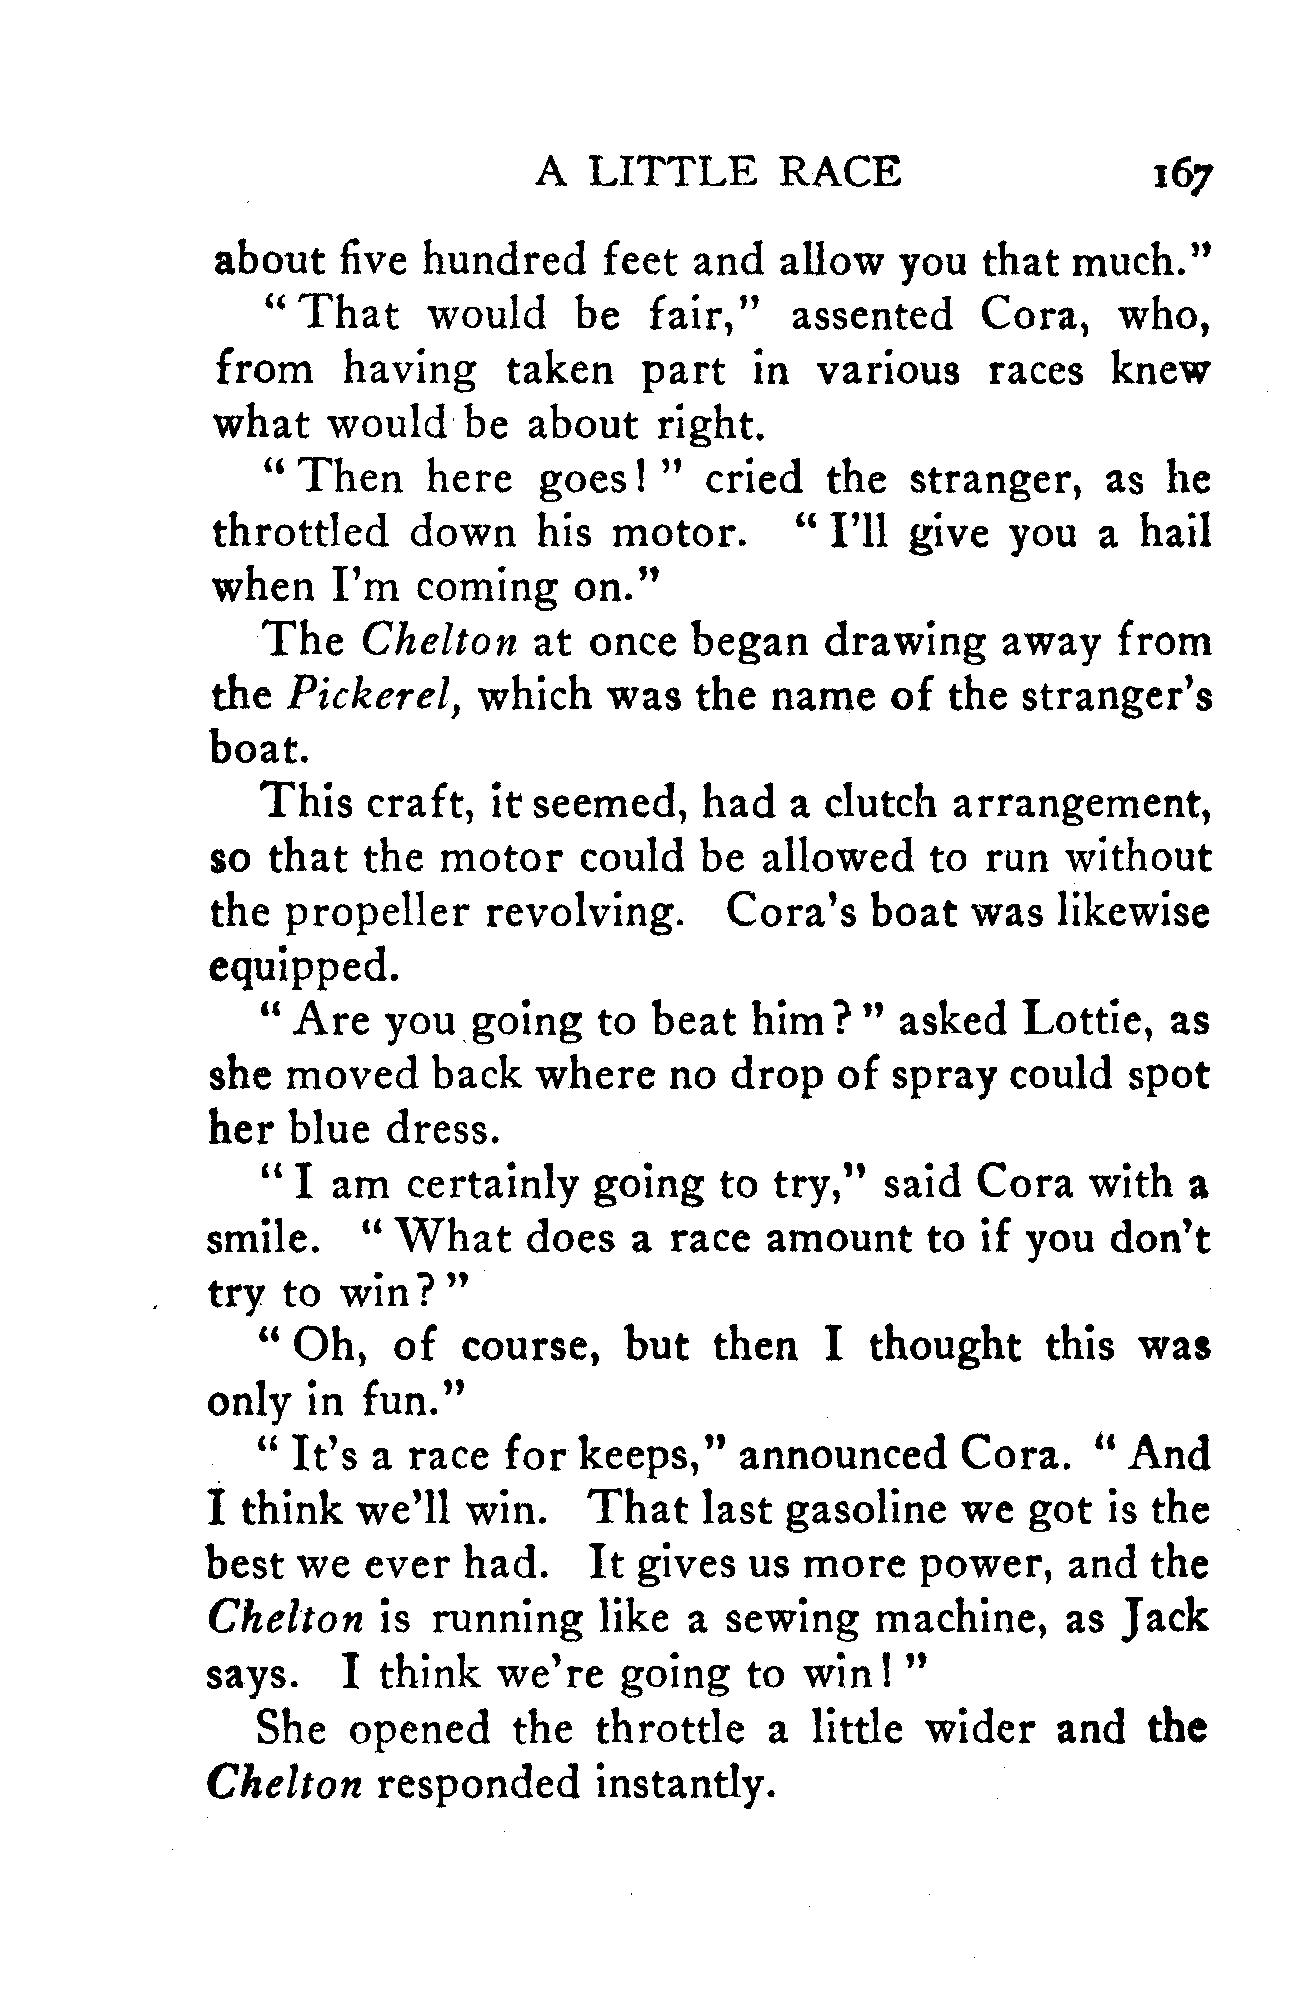 A LITTLE RACE 167
about five hundred feet and allow you that much."
" That would be fair," assented Cora, who,
from having taken part in various races knew
what would be about right.
" Then here goes! " cried the stranger, as he
throttled down his motor. " I'll give you a hail
when I'm coming on."
The Chelton at once began drawing away from
the Pickerel, which was the name of the stranger's
boat.
This craft, it seemed, had a clutch arrangement,
so that the motor could be allowed to run without
the propeller revolving. Cora's boat was likewise
equipped.
" Are you going to beat him? " asked Lottie, as
she moved back where no drop of spray could spot
her blue dress.
" I am certainly going to try," said Cora with a
smile. " What does a race amount to if you don't
try to win? "
" Oh, of course, but then I thought this was
only in fun."
" It's a race for keeps," announced Cora. " And
I think we'll win. That last gasoline we got is the
best we ever had. It gives us more power, and the
Chelton is running like a sewing machine, as Jack
says. I think we're going to win! "
She opened the throttle a little wider and the
Chelton responded instantly.